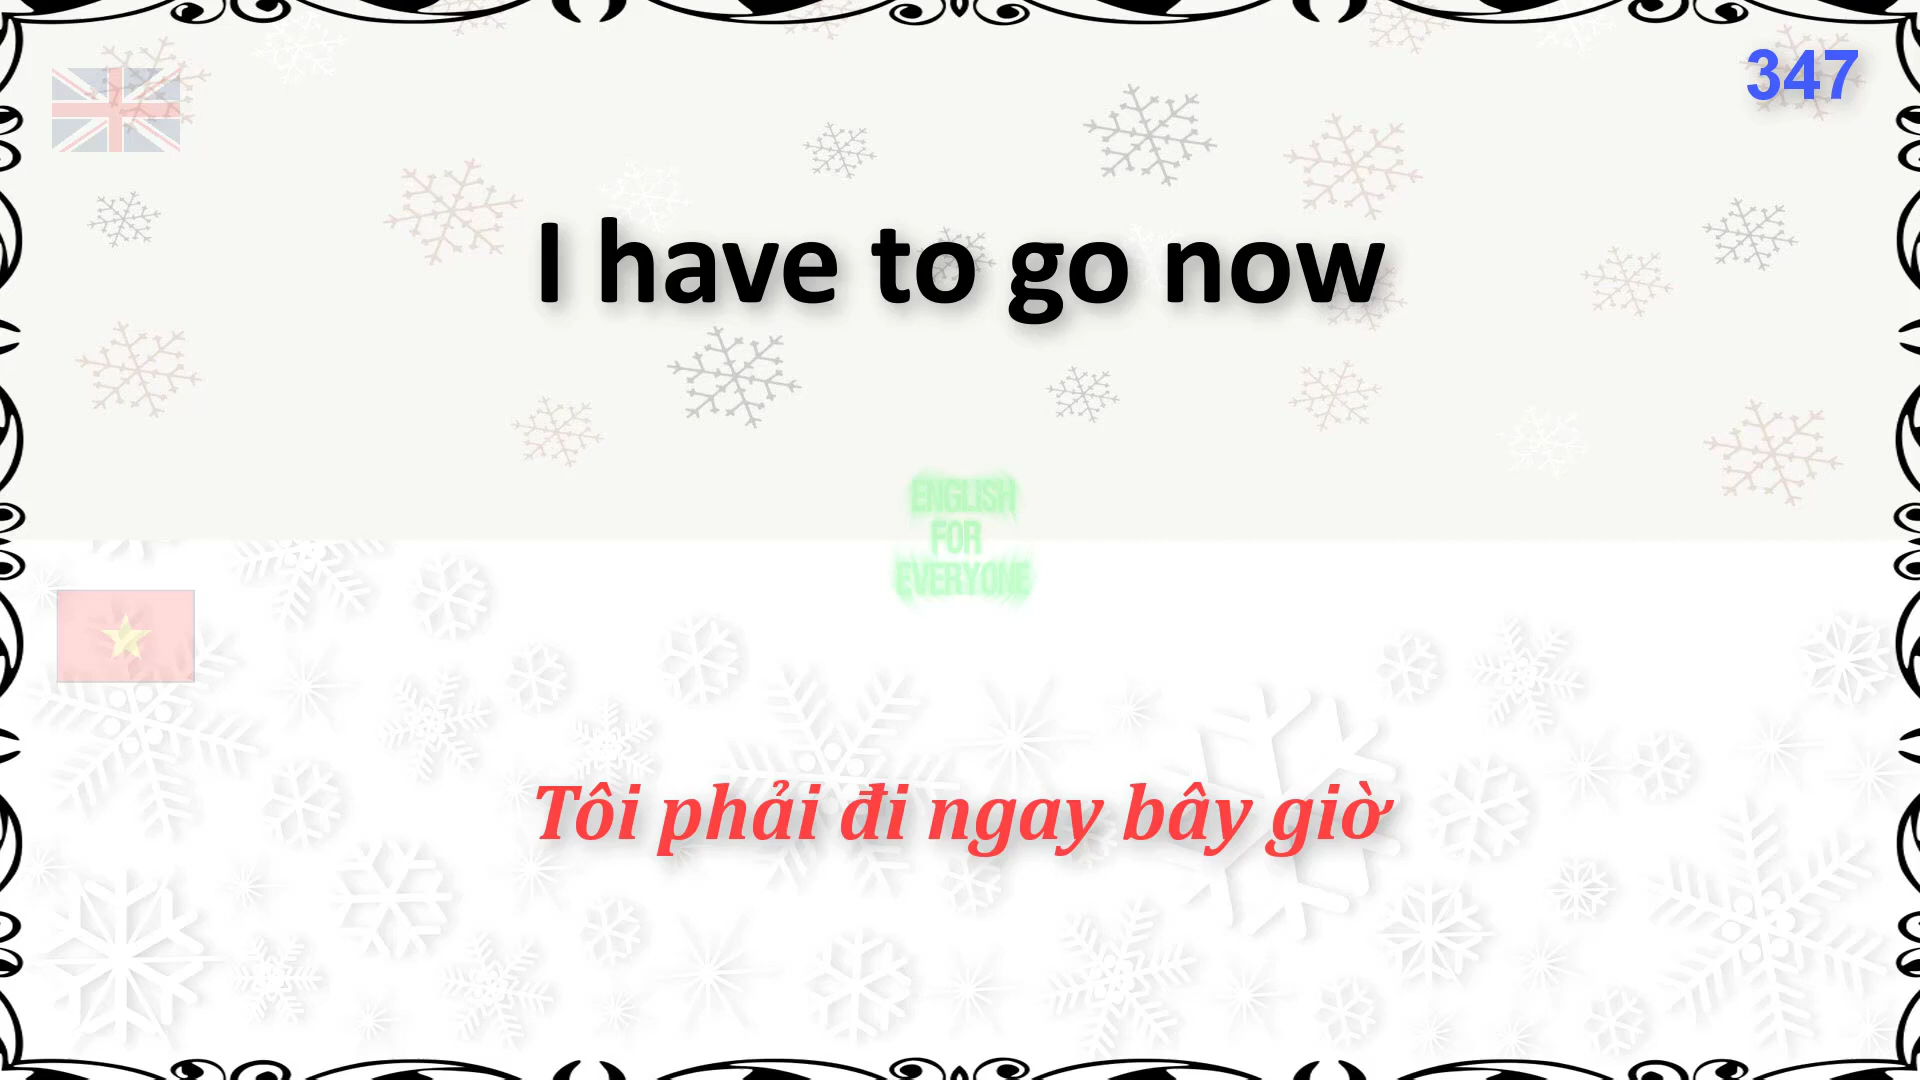 347
I have to go now
ENGLISH
FOR
EVERYONE
Tôi phải đi ngay bây giờ